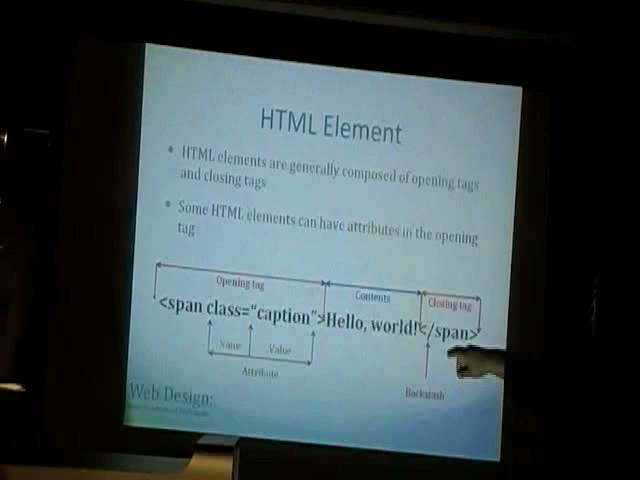 HTML Element
• HTML elements are generally composed of opening tags
and closing tags
• Some HTML elements can have attributes in the opening
tag
Opening tag
Contents
Closing tag
<span class="caption">Hello, world!</span>
Name
Value
Attribute
Backslash
Web Design: